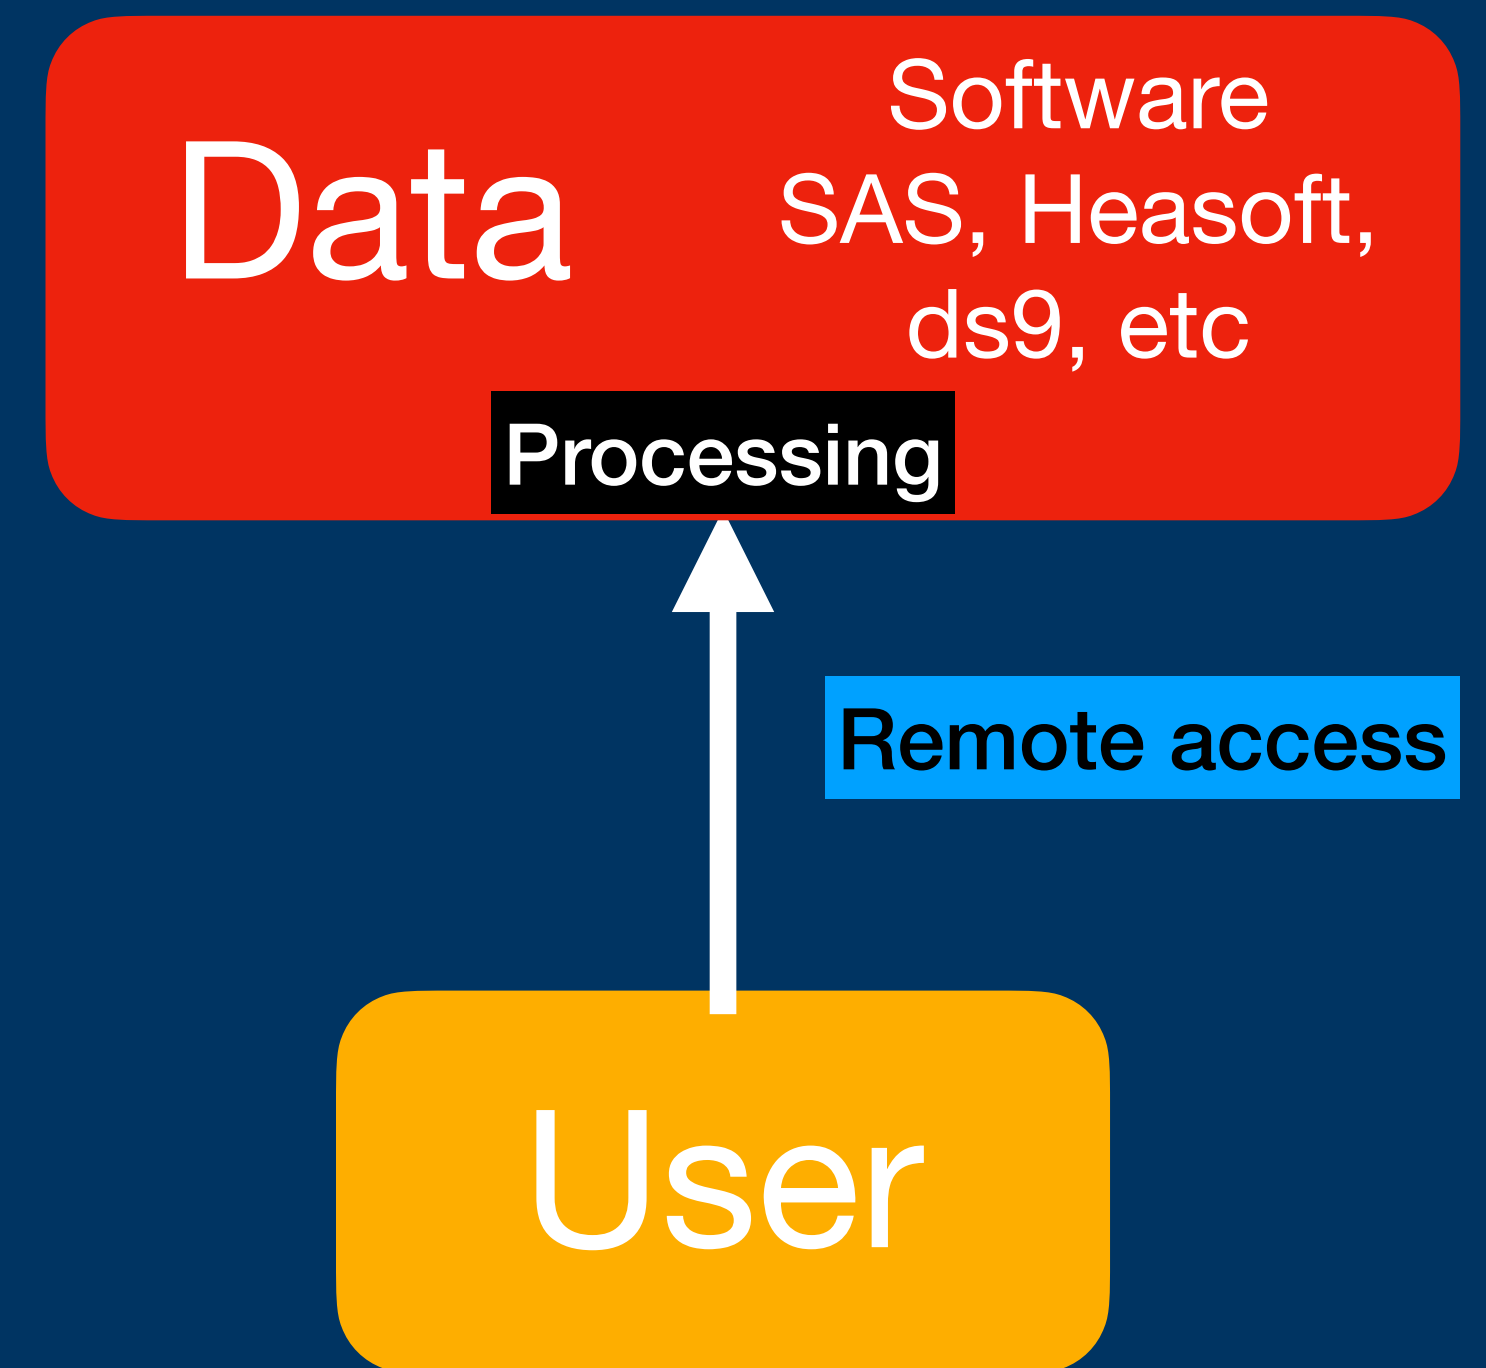 Data
Software
SAS, Heasoft,
ds9, etc
Processing
Remote access
User